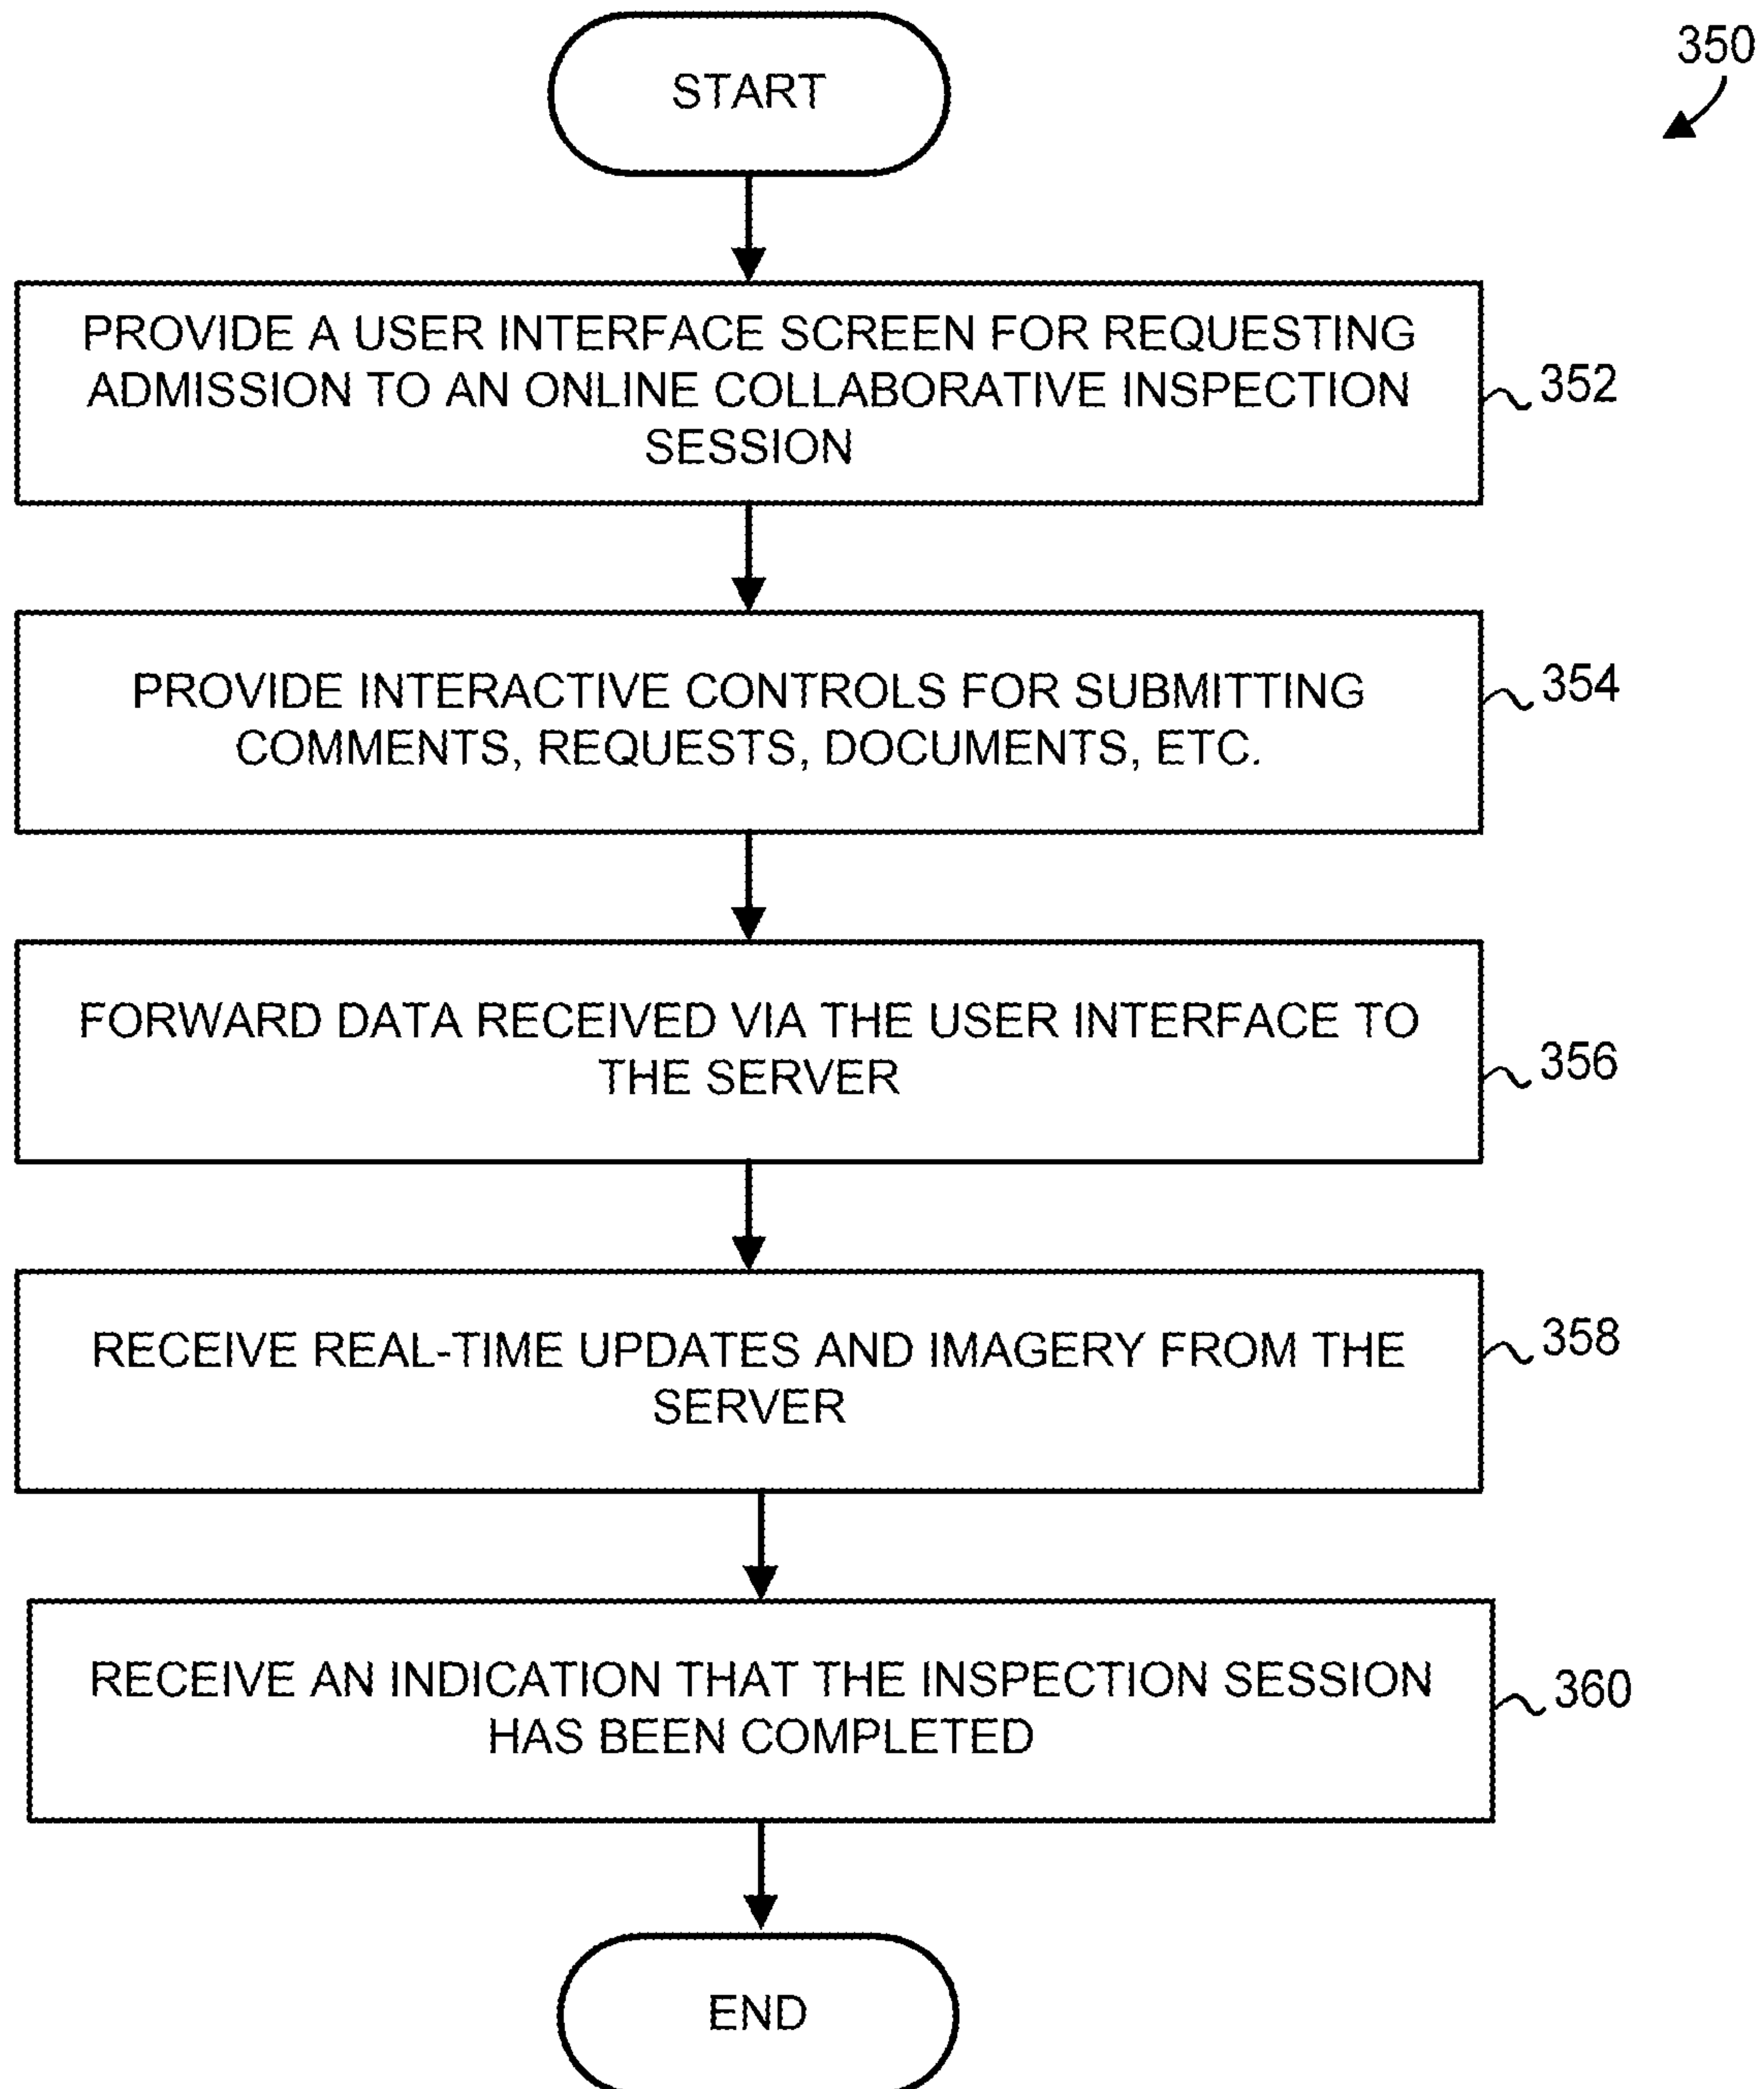 350
START
PROVIDE A USER INTERFACE SCREEN FOR REQUESTING
ADMISSION TO AN ONLINE COLLABORATIVE INSPECTION
SESSION
352
PROVIDE INTERACTIVE CONTROLS FOR SUBMITTING
COMMENTS, REQUESTS, DOCUMENTS, ETC.
354
FORWARD DATA RECEIVED VIA THE USER INTERFACE TO
THE SERVER
356
RECEIVE REAL-TIME UPDATES AND IMAGERY FROM THE
SERVER
358
RECEIVE AN INDICATION THAT THE INSPECTION SESSION
HAS BEEN COMPLETED
360
END